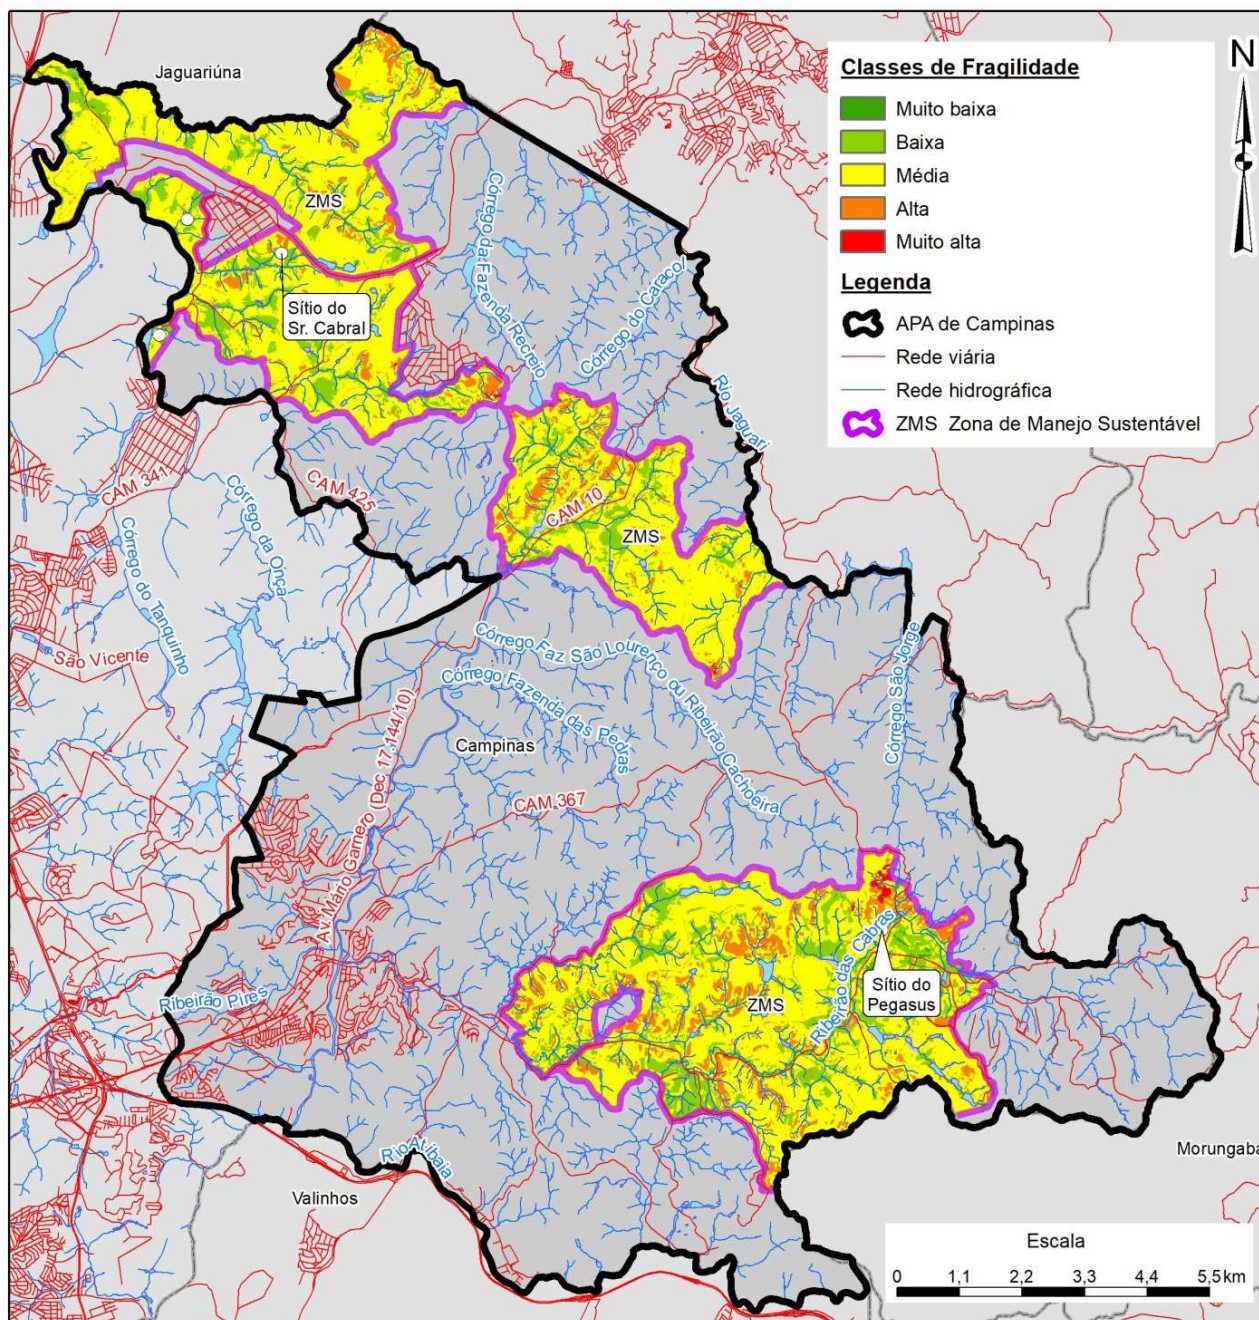 Jaguariúna
Classes de Fragilidade
Muito baixa
Baixa
Média
Alta
Muito alta
Legenda
APA de Campinas
Rede viária
Rede hidrográfica
ZMS Zona de Manejo Sustentável
N
ZMS
Sítio do
Sr. Cabral
Córrego da Fazenda Recreio
Córrego do Caracol
Rio Jaguari
CAM 341
CAM 425
CAM 10
ZMS
Córrego da Onça
Córrego do Tanquinho
São Vicente
Córrego Faz São Lourenço ou Ribeirão Cachoeira
Córrego Fazenda das Pedras
Córrego São Jorge
Campinas
Av. Mário Garnero (Dec. 17.144/10)
CAM 367
Ribeirão das Cabras
Sítio do
Pegasus
ZMS
Ribeirão Pires
Rio Atibaia
Valinhos
Morungaba
Escala
0 1,1 2,2 3,3 4,4 5,5 km